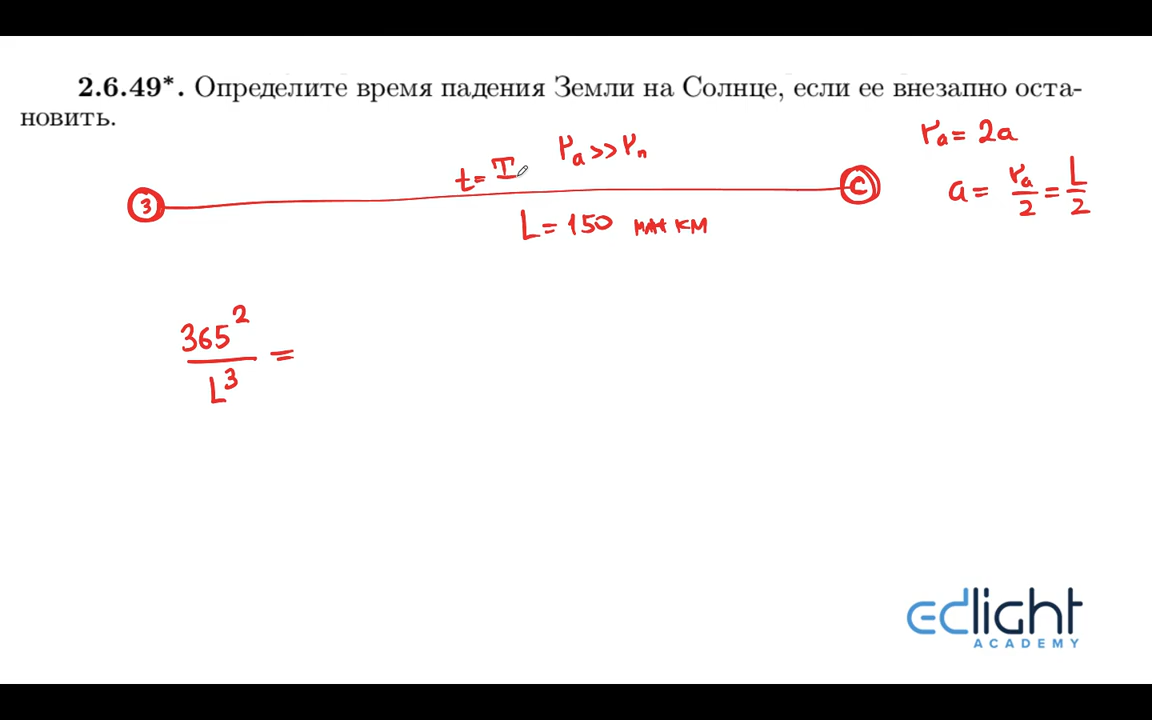 2.6.49*. Определите время падения Земли на Солнце, если ее внезапно оста-
новить.
rₐ >> rₙ
rₐ = 2a
t = T
З
C
a = rₐ/2 = L/2
L = 150 млн км
365²/L³ =
edlight
ACADEMY